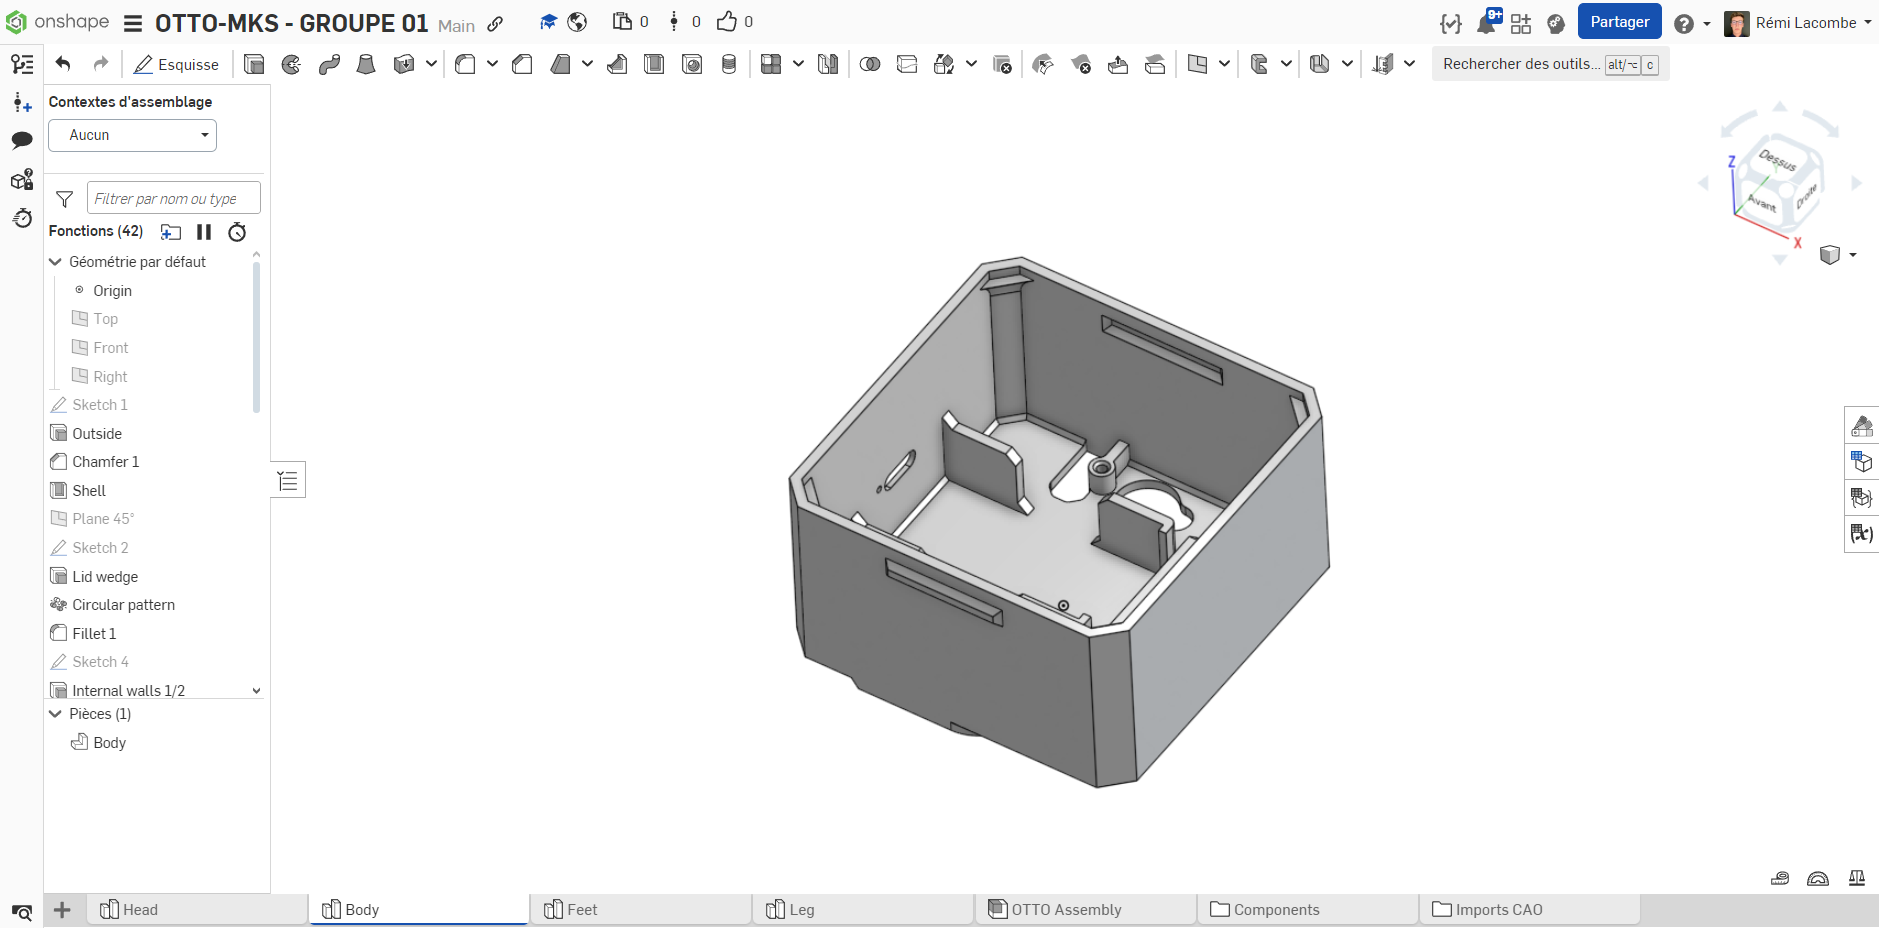 onshape
OTTO-MKS - GROUPE 01 Main
0 0 0
9+
Partager
Rémi Lacombe
Esquisse
Rechercher des outils... alt/⌥ c
Contextes d'assemblage
Aucun
Filtrer par nom ou type
Fonctions (42)
Géométrie par défaut
Origin
Top
Front
Right
Sketch 1
Outside
Chamfer 1
Shell
Plane 45°
Sketch 2
Lid wedge
Circular pattern
Fillet 1
Sketch 4
Internal walls 1/2
Pièces (1)
Body
Dessus
Avant
Droite
Z
X
(x)
Head
Body
Feet
Leg
OTTO Assembly
Components
Imports CAO